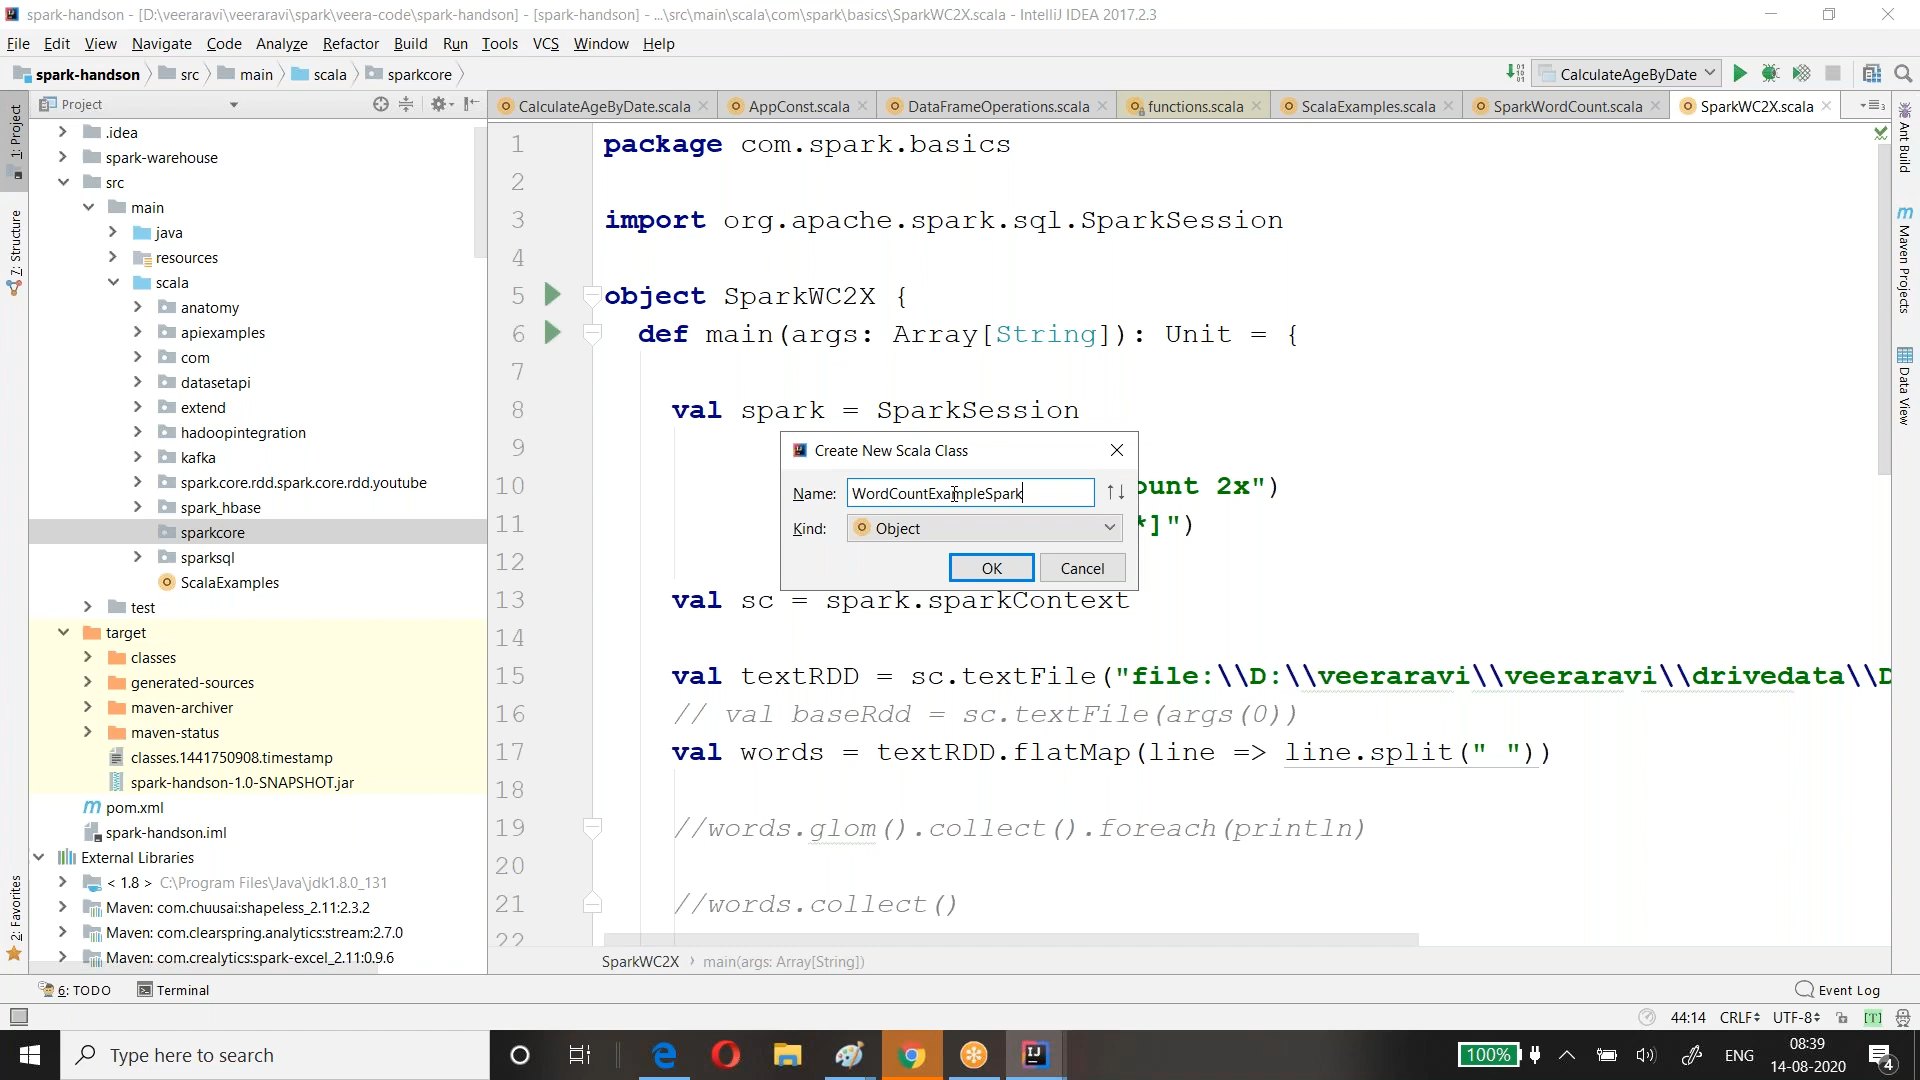 spark-handson - [D:\veeraravi\veeraravi\spark\veera-code\spark-handson] - [spark-handson] - ...\src\main\scala\com\spark\basics\SparkWC2X.scala - IntelliJ IDEA 2017.2.3
File Edit View Navigate Code Analyze Refactor Build Run Tools VCS Window Help
spark-handson src main scala sparkcore CalculateAgeByDate
Project
CalculateAgeByDate.scala AppConst.scala DataFrameOperations.scala functions.scala ScalaExamples.scala SparkWordCount.scala SparkWC2X.scala
1: Project
7: Structure
2: Favorites
.idea
spark-warehouse
src
main
java
resources
scala
anatomy
apiexamples
com
datasetapi
extend
hadoopintegration
kafka
spark.core.rdd.spark.core.rdd.youtube
spark_hbase
sparkcore
sparksql
ScalaExamples
test
target
classes
generated-sources
maven-archiver
maven-status
classes.1441750908.timestamp
spark-handson-1.0-SNAPSHOT.jar
pom.xml
spark-handson.iml
External Libraries
< 1.8 > C:\Program Files\Java\jdk1.8.0_131
Maven: com.chuusai:shapeless_2.11:2.3.2
Maven: com.clearspring.analytics:stream:2.7.0
Maven: com.crealytics:spark-excel_2.11:0.9.6
1 package com.spark.basics
2
3 import org.apache.spark.sql.SparkSession
4
5 object SparkWC2X {
6 def main(args: Array[String]): Unit = {
7
8 val spark = SparkSession
9
10 ount 2x")
11 *]")
12
13 val sc = spark.sparkContext
14
15 val textRDD = sc.textFile("file:\\D:\\veeraravi\\veeraravi\\drivedata\\D
16 // val baseRdd = sc.textFile(args(0))
17 val words = textRDD.flatMap(line => line.split(" "))
18
19 //words.glom().collect().foreach(println)
20
21 //words.collect()
22
Create New Scala Class
Name: WordCountExampleSpark
Kind: Object
OK Cancel
Ant Build
Maven Projects
Data View
SparkWC2X main(args: Array[String])
6: TODO Terminal Event Log
44:14 CRLF UTF-8 [T]
Type here to search
100% ENG 08:39
14-08-2020
4